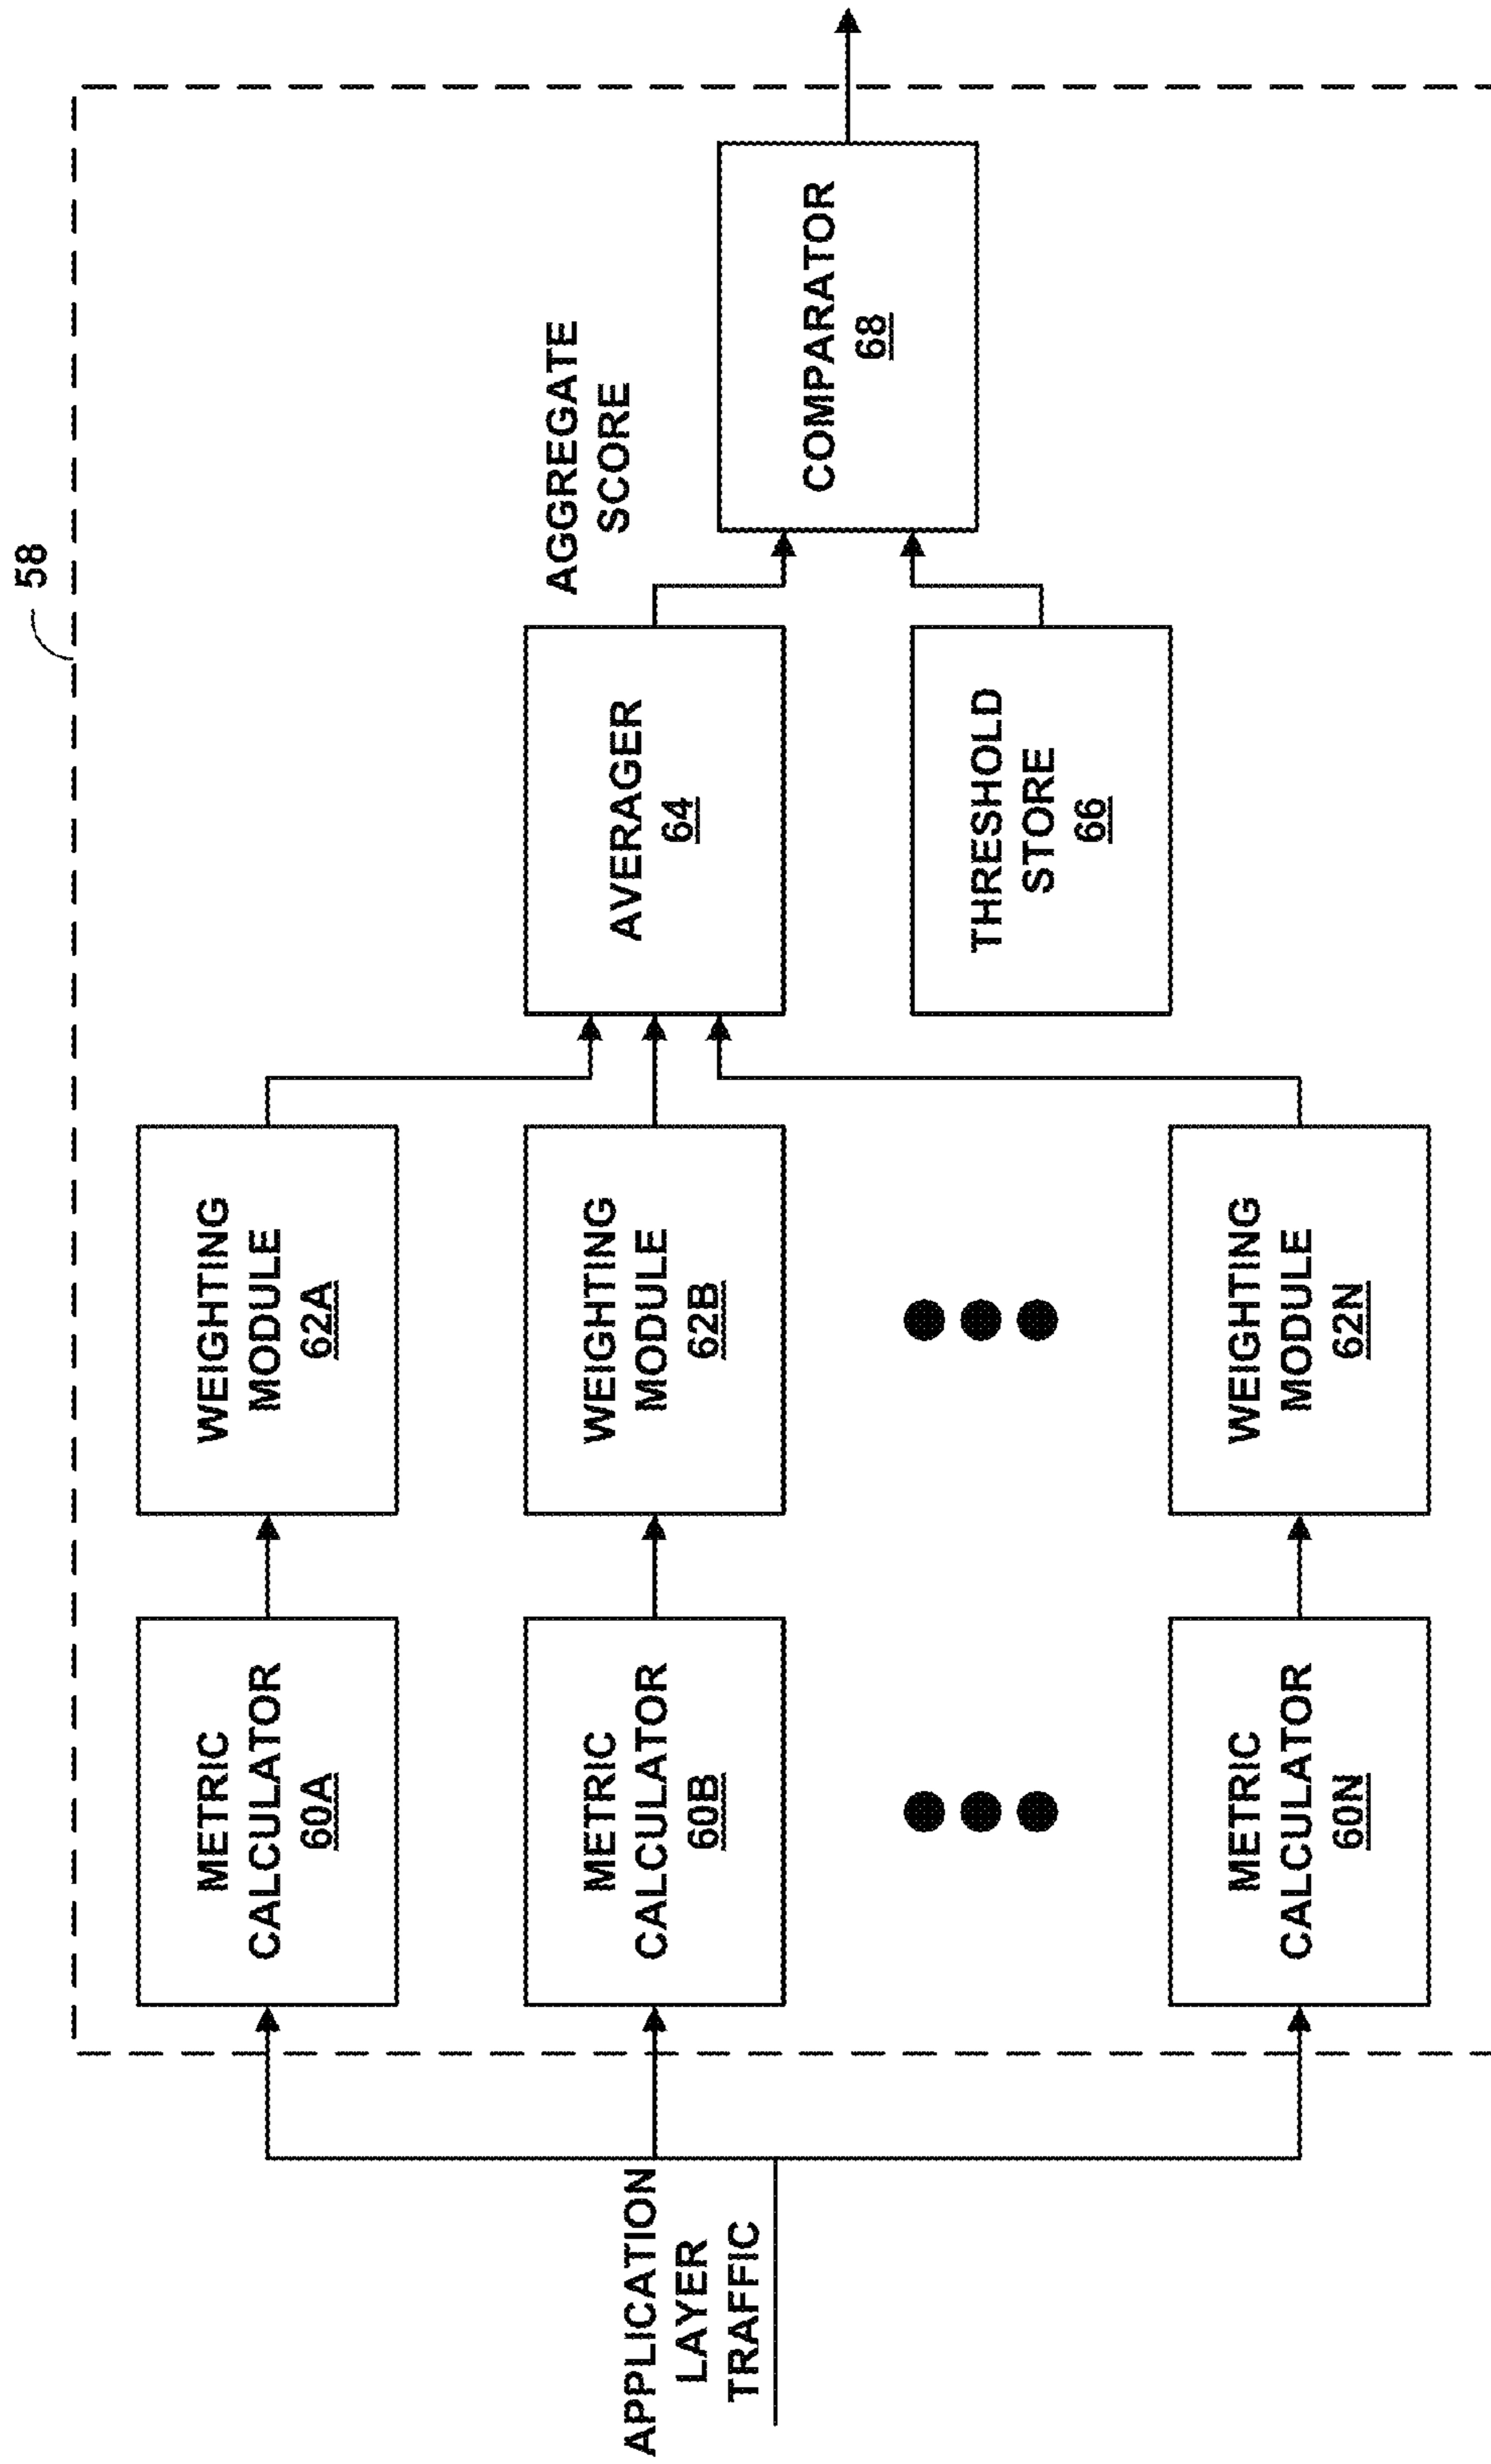 58
APPLICATION
LAYER
TRAFFIC
METRIC
CALCULATOR
60A
WEIGHTING
MODULE
62A
METRIC
CALCULATOR
60B
WEIGHTING
MODULE
62B
METRIC
CALCULATOR
60N
WEIGHTING
MODULE
62N
AVERAGER
64
THRESHOLD
STORE
66
AGGREGATE
SCORE
COMPARATOR
68